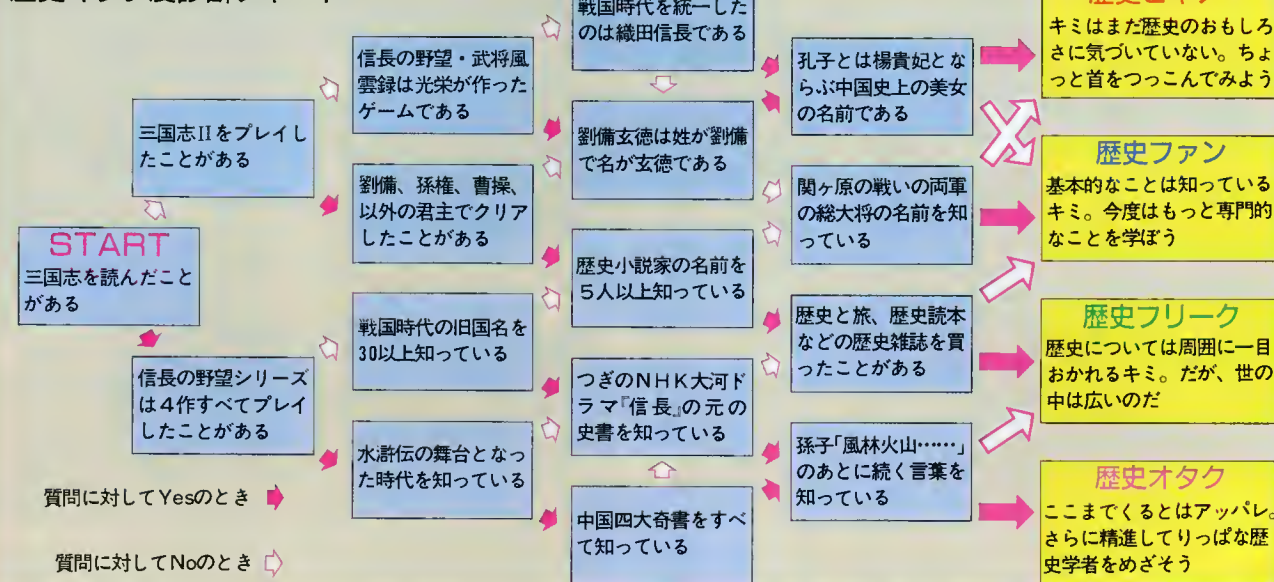 戦国時代を統一した
のは織田信長である
キミはまだ歴史のおもしろ
さに気づいていない。ちょ
っと首をつっこんでみよう
信長の野望・武将風
雲録は光栄が作った
ゲームである
孔子とは楊貴妃とな
らぶ中国史上の美女
の名前である
三国志IIをプレイし
たことがある
劉備玄徳は姓が劉備
で名が玄徳である
歴史ファン
基本的なことは知っている
キミ。今度はもっと専門的
なことを学ぼう
劉備、孫権、曹操、
以外の君主でクリア
したことがある
関ヶ原の戦いの両軍
の総大将の名前を知
っている
START
三国志を読んだこと
がある
歴史小説家の名前を
5人以上知っている
戦国時代の旧国名を
30以上知っている
歴史と旅、歴史読本
などの歴史雑誌を買
ったことがある
歴史フリーク
歴史については周囲に一目
おかれるキミ。だが、世の
中は広いのだ
信長の野望シリーズ
は4作すべてプレイ
したことがある
つぎのNHK大河ド
ラマ『信長』の元の
史書を知っている
水滸伝の舞台となっ
た時代を知っている
孫子「風林火山……」
のあとに続く言葉を
知っている
歴史オタク
ここまでくるとはアッパレ。
さらに精進してりっぱな歴
史学者をめざそう
中国四大奇書をすべ
て知っている
質問に対してYesのとき
質問に対してNoのとき